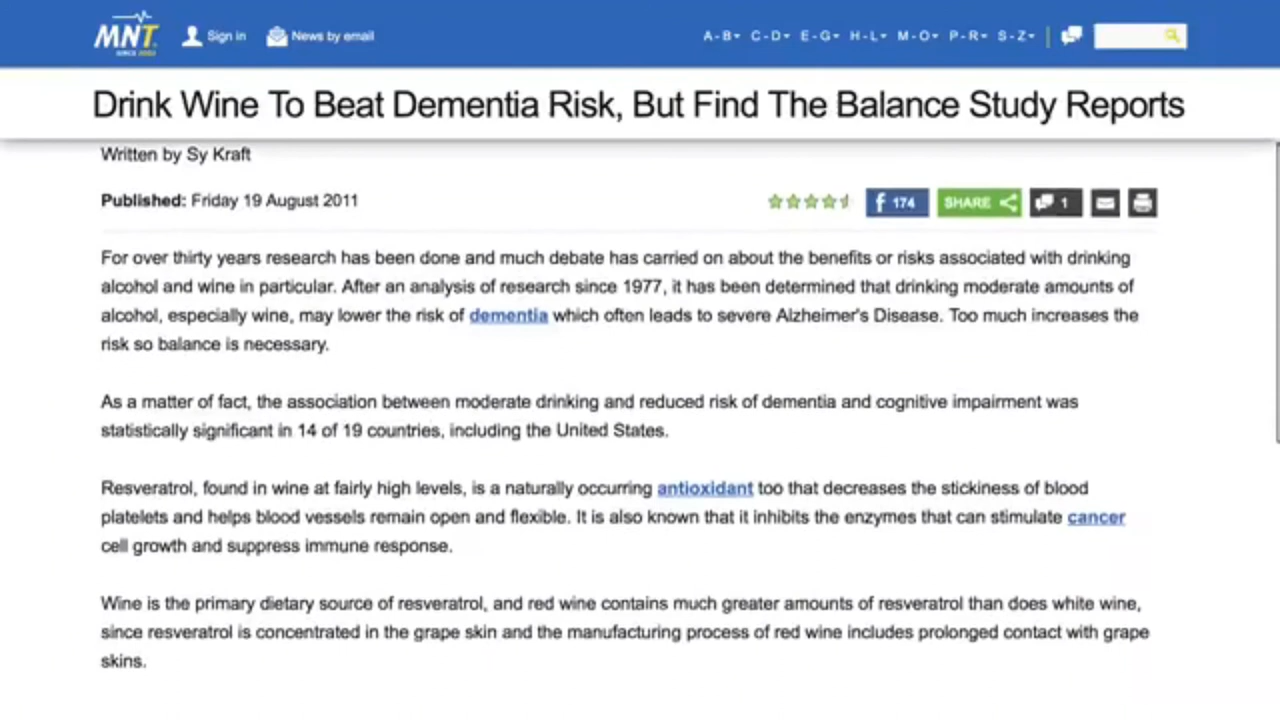 MNT
SINCE 2003
Sign in
News by email
A-B
C-D
E-G
H-L
M-O
P-R
S-Z
Drink Wine To Beat Dementia Risk, But Find The Balance Study Reports
Written by Sy Kraft
Published: Friday 19 August 2011
f 174
SHARE
1
For over thirty years research has been done and much debate has carried on about the benefits or risks associated with drinking
alcohol and wine in particular. After an analysis of research since 1977, it has been determined that drinking moderate amounts of
alcohol, especially wine, may lower the risk of dementia which often leads to severe Alzheimer's Disease. Too much increases the
risk so balance is necessary.
As a matter of fact, the association between moderate drinking and reduced risk of dementia and cognitive impairment was
statistically significant in 14 of 19 countries, including the United States.
Resveratrol, found in wine at fairly high levels, is a naturally occurring antioxidant too that decreases the stickiness of blood
platelets and helps blood vessels remain open and flexible. It is also known that it inhibits the enzymes that can stimulate cancer
cell growth and suppress immune response.
Wine is the primary dietary source of resveratrol, and red wine contains much greater amounts of resveratrol than does white wine,
since resveratrol is concentrated in the grape skin and the manufacturing process of red wine includes prolonged contact with grape
skins.